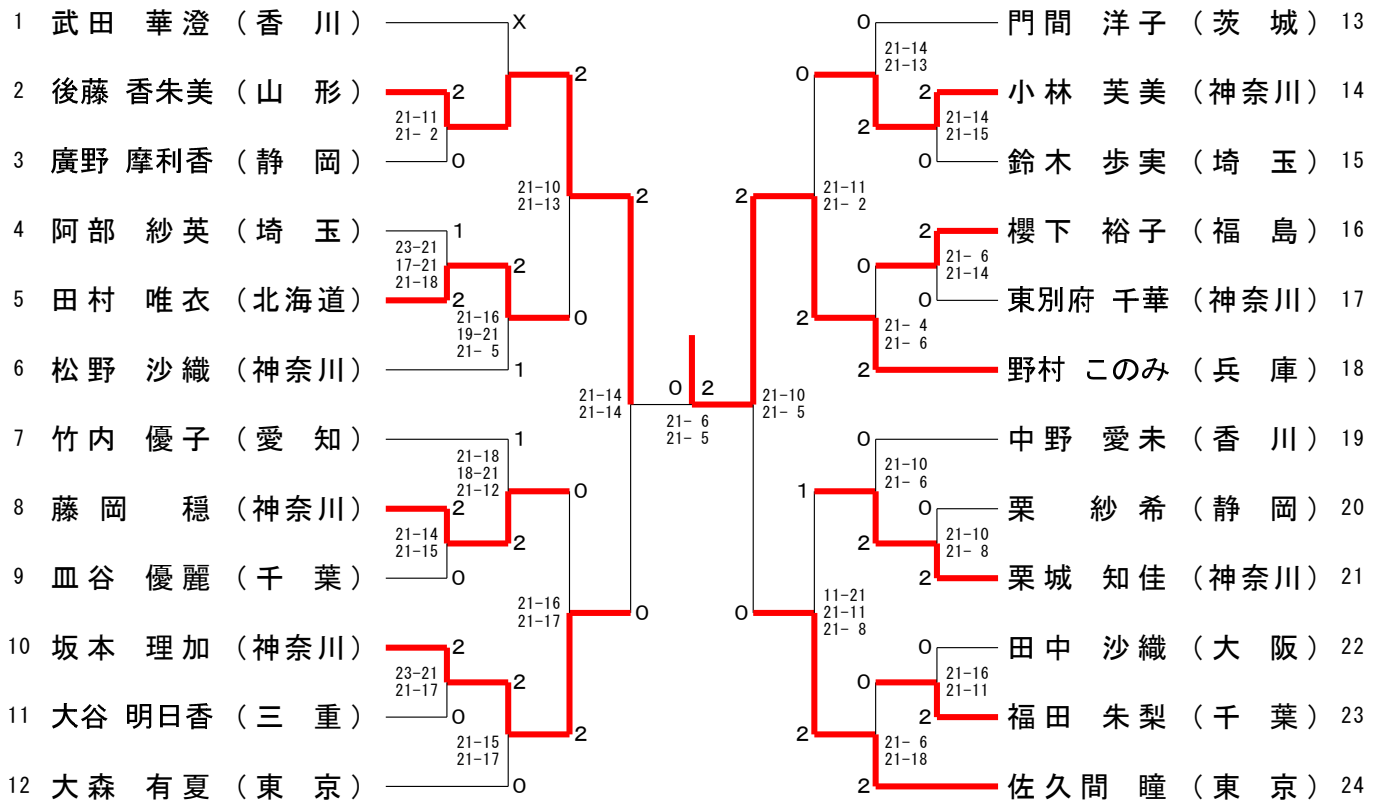 1 武田 華澄 (香 川) X
2 後藤 香朱美 (山 形) 2
21-11
21- 2
3 廣野 摩利香 (静 岡) 0
2
21-10
21-13
4 阿部 紗英 (埼 玉) 1
23-21
17-21
21-18
5 田村 唯衣 (北海道) 2
2
21-16
19-21
21- 5
0
6 松野 沙織 (神奈川) 1
2
21-14
21-14
7 竹内 優子 (愛 知) 1
21-18
18-21
21-12
8 藤岡 穏 (神奈川) 2
21-14
21-15
2
9 皿谷 優麗 (千 葉) 0
0
21-16
21-17
0
10 坂本 理加 (神奈川) 2
23-21
21-17
11 大谷 明日香 (三 重) 0
2
21-15
21-17
2
12 大森 有夏 (東 京) 0
0 2
21- 6
21- 5
0 門間 洋子 (茨 城) 13
21-14
21-13
0
2 小林 芙美 (神奈川) 14
21-14
21-15
2
0 鈴木 歩実 (埼 玉) 15
2
21-11
21- 2
2 櫻下 裕子 (福 島) 16
21- 6
21-14
0
0 東別府 千華 (神奈川) 17
2
21- 4
21- 6
2 野村 このみ (兵 庫) 18
21-10
21- 5
0 中野 愛未 (香 川) 19
21-10
21- 6
1
0 栗 紗希 (静 岡) 20
21-10
21- 8
2
2 栗城 知佳 (神奈川) 21
0
11-21
21-11
21- 8
0 田中 沙織 (大 阪) 22
21-16
21-11
0
2 福田 朱梨 (千 葉) 23
2
21- 6
21-18
2 佐久間 瞳 (東 京) 24